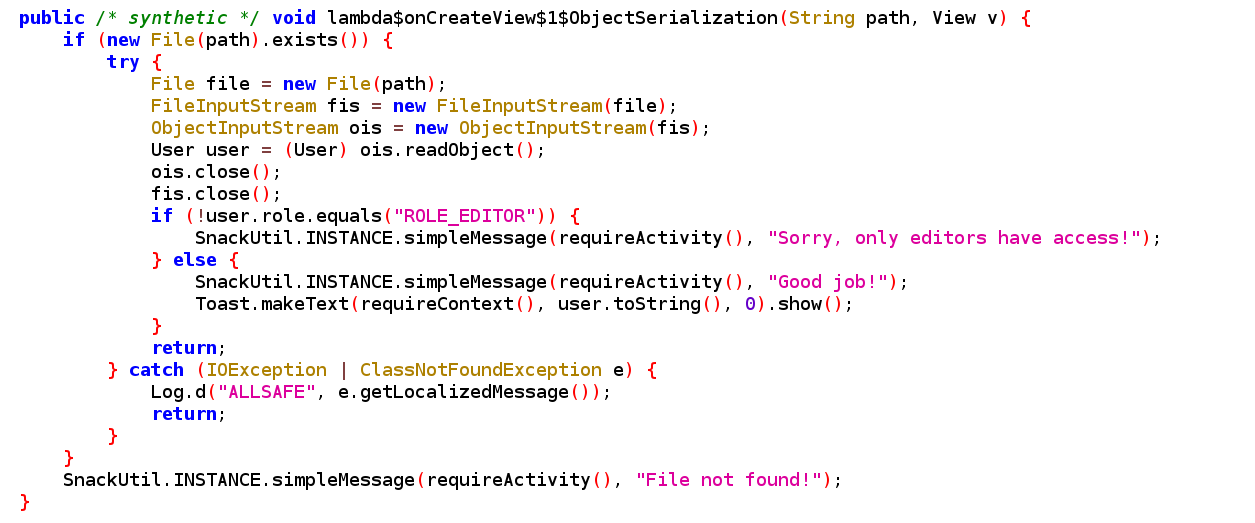 public /* synthetic */ void lambda$onCreateView$1$ObjectSerialization(String path, View v) {
    if (new File(path).exists()) {
        try {
            File file = new File(path);
            FileInputStream fis = new FileInputStream(file);
            ObjectInputStream ois = new ObjectInputStream(fis);
            User user = (User) ois.readObject();
            ois.close();
            fis.close();
            if (!user.role.equals("ROLE_EDITOR")) {
                SnackUtil.INSTANCE.simpleMessage(requireActivity(), "Sorry, only editors have access!");
            } else {
                SnackUtil.INSTANCE.simpleMessage(requireActivity(), "Good job!");
                Toast.makeText(requireContext(), user.toString(), 0).show();
            }
            return;
        } catch (IOException | ClassNotFoundException e) {
            Log.d("ALLSAFE", e.getLocalizedMessage());
            return;
        }
    }
    SnackUtil.INSTANCE.simpleMessage(requireActivity(), "File not found!");
}